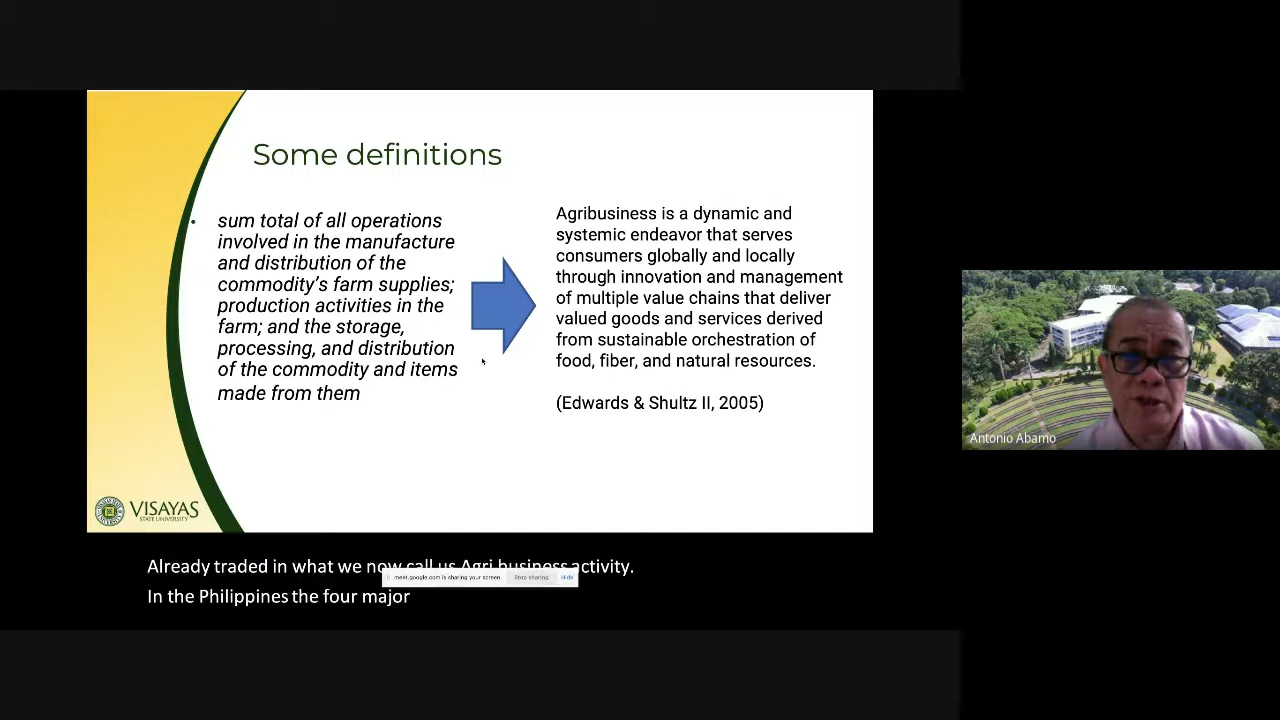 Some definitions
• sum total of all operations
involved in the manufacture
and distribution of the
commodity's farm supplies;
production activities in the
farm; and the storage,
processing, and distribution
of the commodity and items
made from them
Agribusiness is a dynamic and
systemic endeavor that serves
consumers globally and locally
through innovation and management
of multiple value chains that deliver
valued goods and services derived
from sustainable orchestration of
food, fiber, and natural resources.
(Edwards & Shultz II, 2005)
VISAYAS
STATE UNIVERSITY
Antonio Abamo
Already traded in what we now call us Agri business activity.
meet.google.com is sharing your screen. Stop sharing Hide
In the Philippines the four major